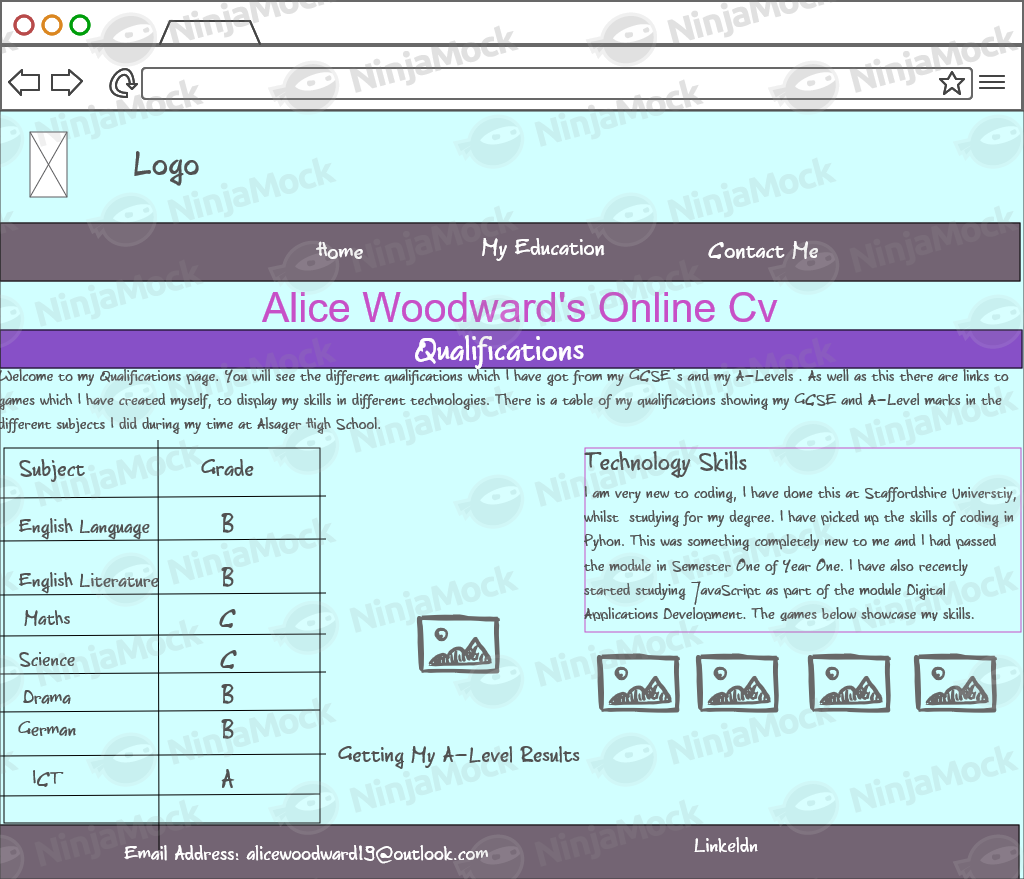 Logo
Home My Education Contact Me
Alice Woodward's Online Cv
Qualifications
Welcome to my Qualifications page. You will see the different qualifications which I have got from my GCSE's and my A-Levels . As well as this there are links to
games which I have created myself, to display my skills in different technologies. There is a table of my qualifications showing my GCSE and A-Level marks in the
different subjects I did during my time at Alsager High School.
Subject Grade
English Language B
English Literature B
Maths C
Science C
Drama B
German B
ICT A
Getting My A-Level Results
Technology Skills
I am very new to coding, I have done this at Staffordshire Universtiy,
whilst studying for my degree. I have picked up the skills of coding in
Pyhon. This was something completely new to me and I had passed
the module in Semester One of Year One. I have also recently
started studying JavaScript as part of the module Digital
Applications Development. The games below showcase my skills.
Email Address: alicewoodward19@outlook.com
LinkeIdn
NinjaMock